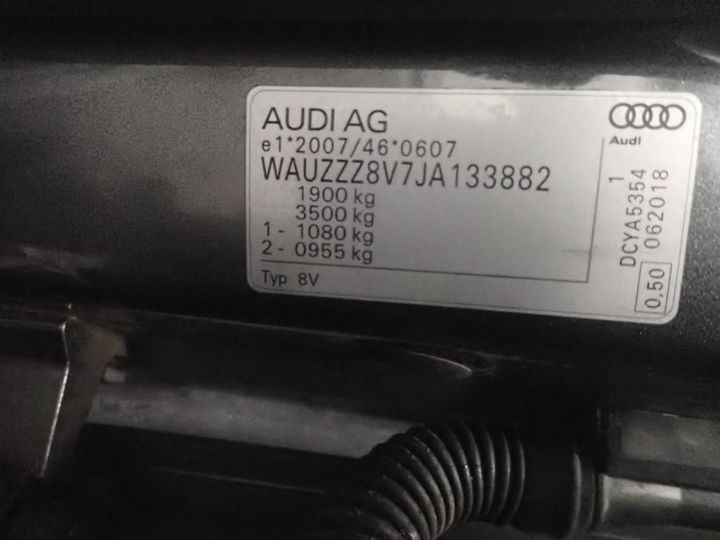 AUDI AG
e1*2007/46*0607
WAUZZZ8V7JA133882
1900 kg
3500 kg
1 - 1080 kg
2 - 0955 kg
Typ 8V
Audi
1
DCYA5354
062018
0.50